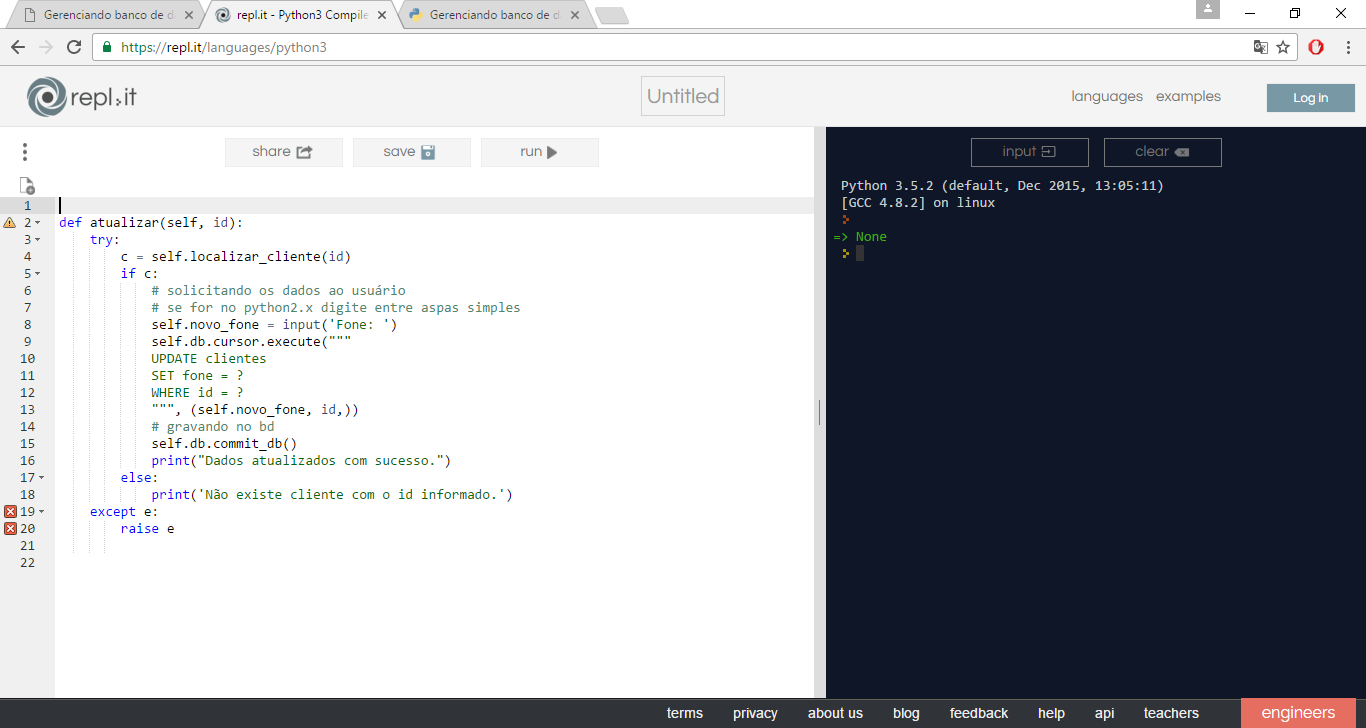 Gerenciando banco de d
repl.it - Python3 Compile
Gerenciando banco de d
https://repl.it/languages/python3
repl.it
Untitled
languages
examples
Log in
share
save
run
input
clear
Python 3.5.2 (default, Dec 2015, 13:05:11)
[GCC 4.8.2] on linux
=> None
1
2 def atualizar(self, id):
3 try:
4 c = self.localizar_cliente(id)
5 if c:
6 # solicitando os dados ao usuário
7 # se for no python2.x digite entre aspas simples
8 self.novo_fone = input('Fone: ')
9 self.db.cursor.execute("""
10 UPDATE clientes
11 SET fone = ?
12 WHERE id = ?
13 """, (self.novo_fone, id,))
14 # gravando no bd
15 self.db.commit_db()
16 print("Dados atualizados com sucesso.")
17 else:
18 print('Não existe cliente com o id informado.')
19 except e:
20 raise e
21
22
terms
privacy
about us
blog
feedback
help
api
teachers
engineers